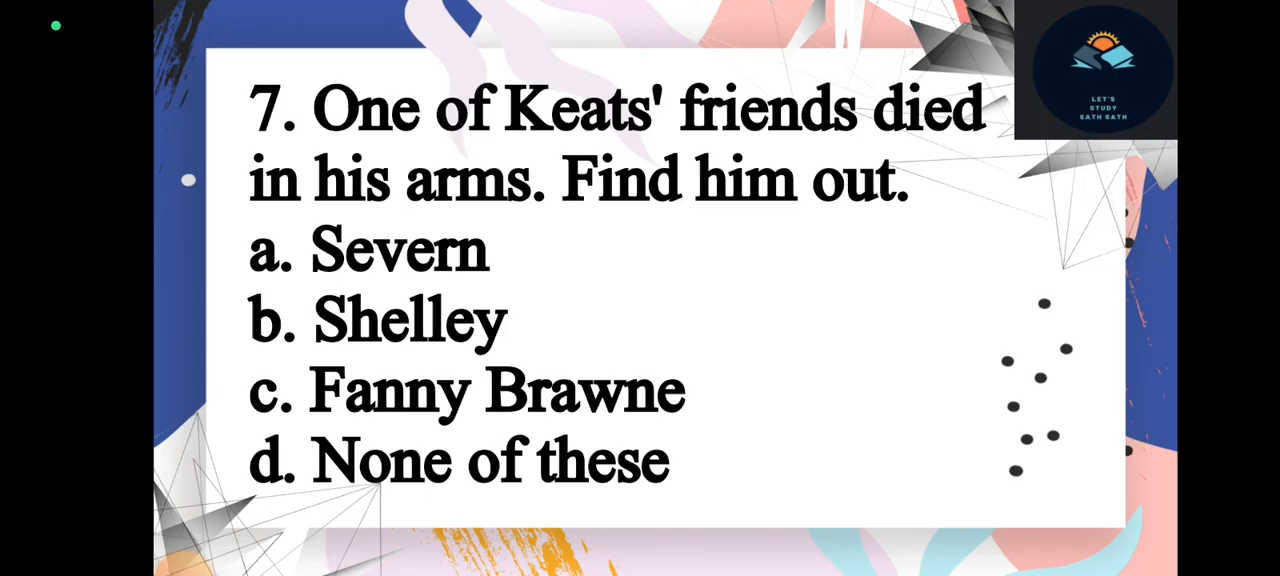 7. One of Keats' friends died
in his arms. Find him out.
a. Severn
b. Shelley
c. Fanny Brawne
d. None of these
LET'S
STUDY
SATH SATH